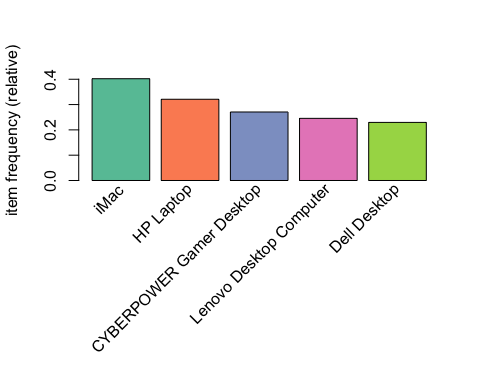 item frequency (relative)
0.4
0.2
0.0
iMac
HP Laptop
CYBERPOWER Gamer Desktop
Lenovo Desktop Computer
Dell Desktop